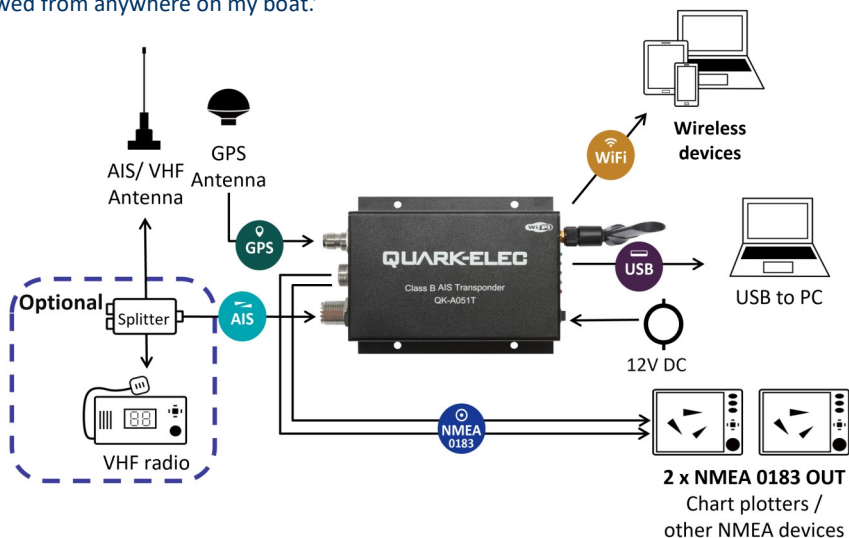 wed from anywhere on my boat.'
AIS/ VHF
Antenna
GPS
Antenna
GPS
WiFi
Wireless
devices
WiFi
QUARK-ELEC
Class B AIS Transponder
QK-A051T
USB
USB to PC
Optional
Splitter
AIS
12V DC
88
VHF radio
NMEA
0183
2 x NMEA 0183 OUT
Chart plotters /
other NMEA devices